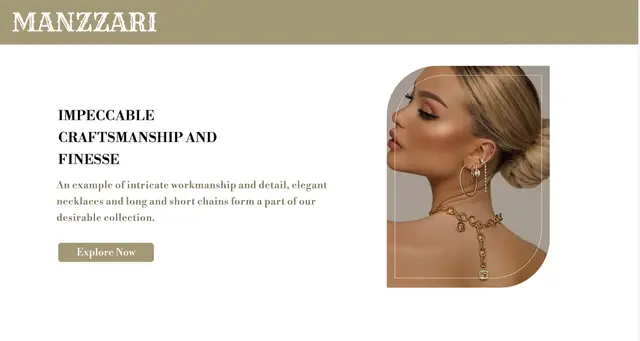 MANZZARI
IMPECCABLE
CRAFTSMANSHIP AND
FINESSE
An example of intricate workmanship and detail, elegant
necklaces and long and short chains form a part of our
desirable collection.
Explore Now